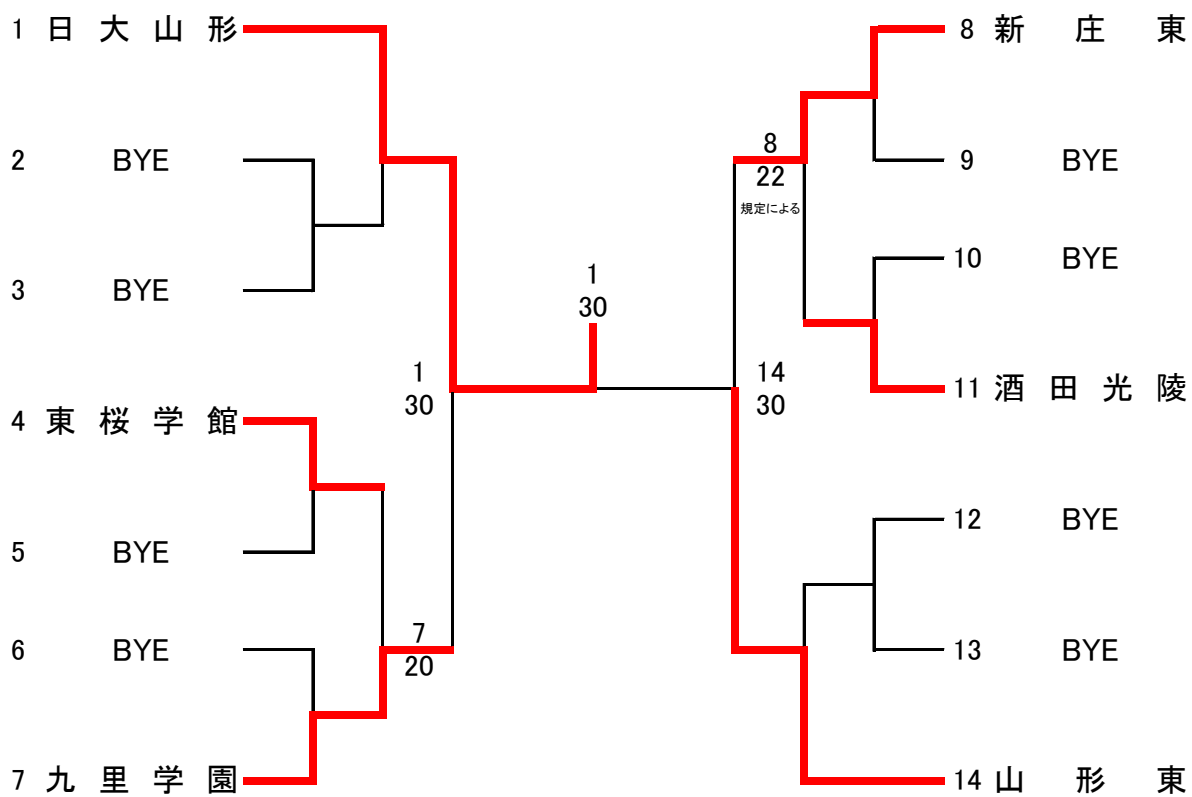 1 日大山形
2 BYE
3 BYE
4 東桜学館
5 BYE
6 BYE
7 九里学園
1
30
7
20
1
30
8
22
規定による
14
30
8 新庄東
9 BYE
10 BYE
11 酒田光陵
12 BYE
13 BYE
14 山形東